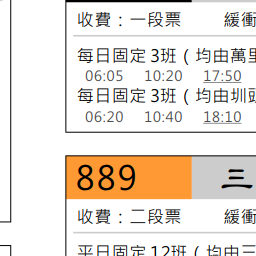 收費：一段票 緩衝
每日固定 3班（均由萬里
06:05 10:20 17:50
每日固定 3班（均由圳頭
06:20 10:40 18:10
889 三
收費：二段票 緩衝
平日固定 12班（均由三